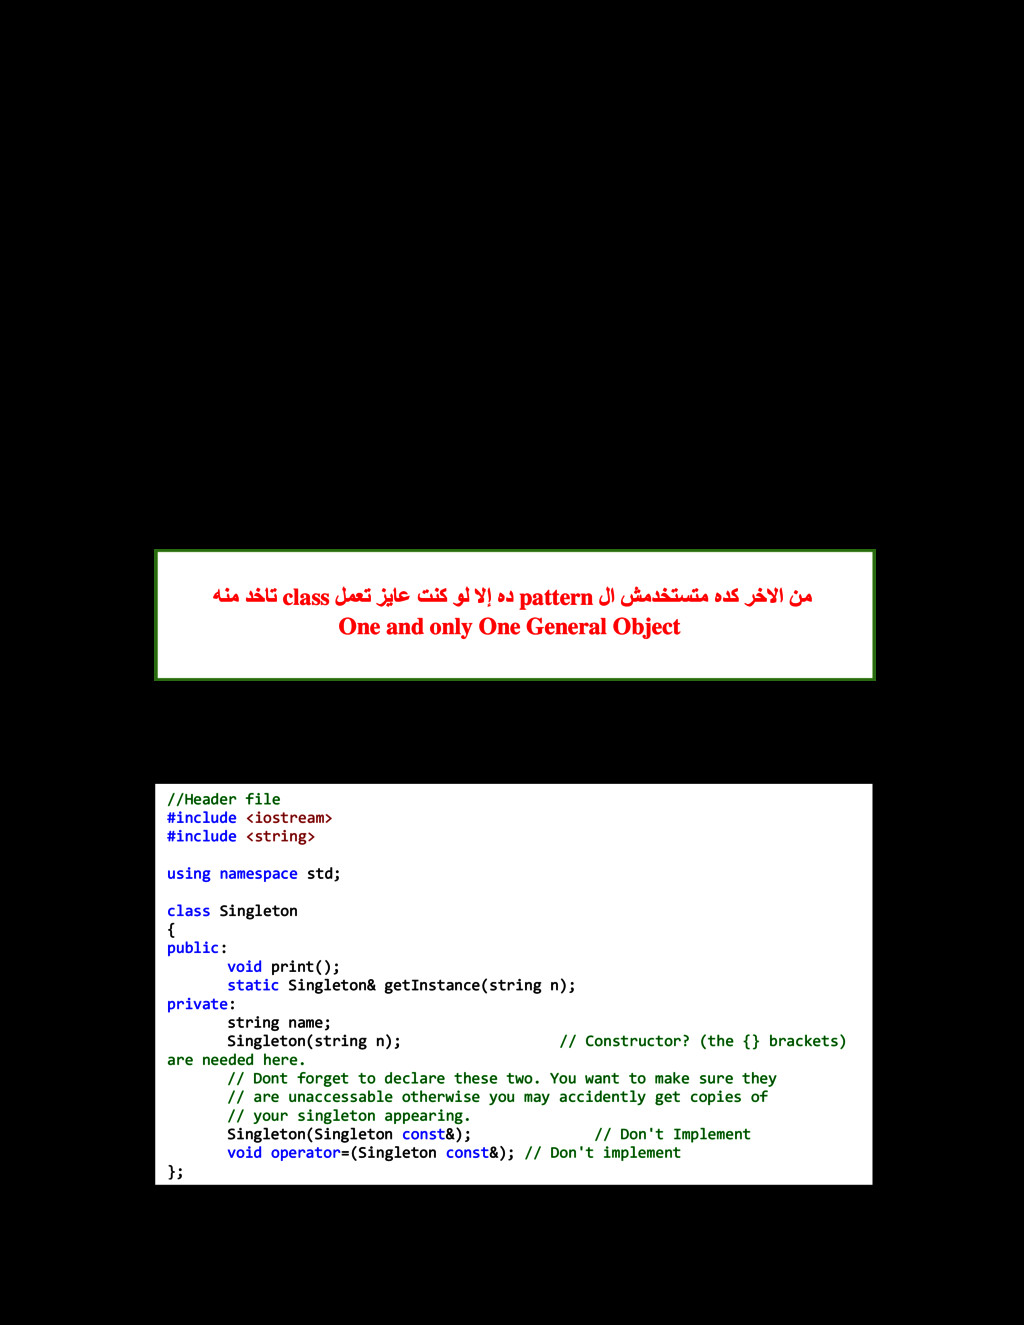 من الاخر كده متستخدمش ال pattern ده إلا لو كنت عايز تعمل class تاخد منه
One and only One General Object
//Header file
#include <iostream>
#include <string>
using namespace std;
class Singleton
{
public:
void print();
static Singleton& getInstance(string n);
private:
string name;
Singleton(string n); // Constructor? (the {} brackets)
are needed here.
// Dont forget to declare these two. You want to make sure they
// are unaccessable otherwise you may accidently get copies of
// your singleton appearing.
Singleton(Singleton const&); // Don't Implement
void operator=(Singleton const&); // Don't implement
};